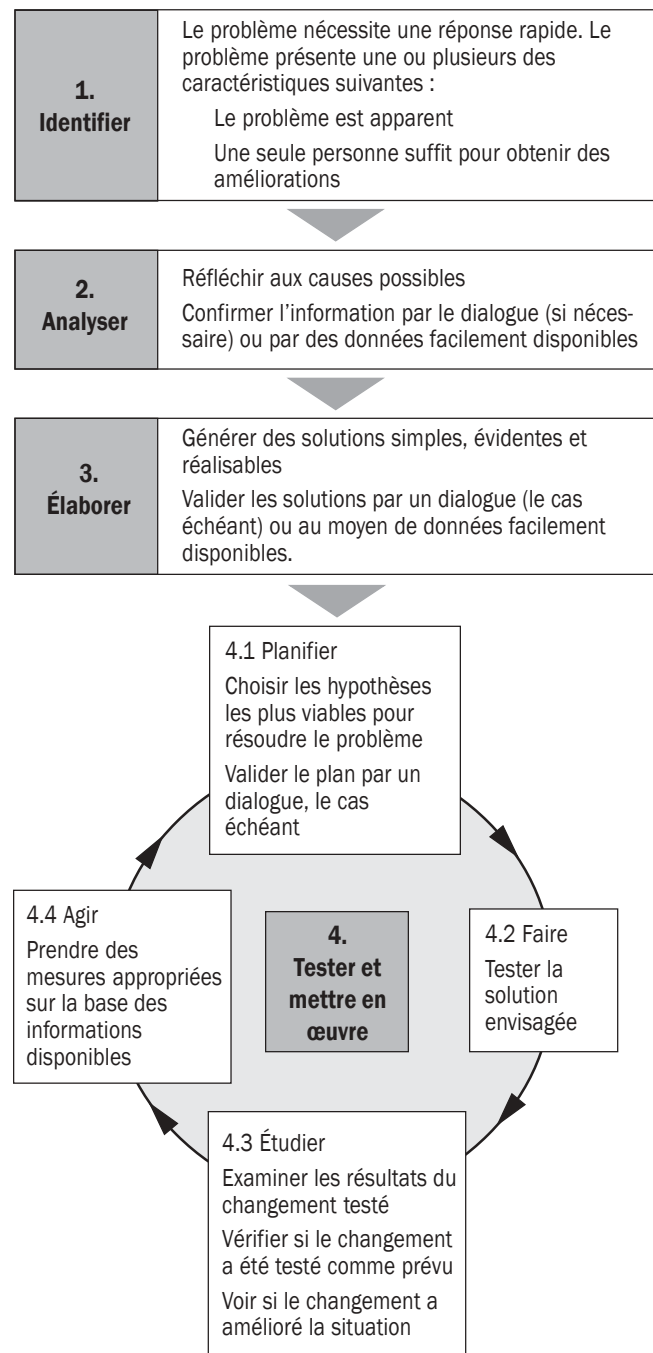 1.
Identifier
Le problème nécessite une réponse rapide. Le
problème présente une ou plusieurs des
caractéristiques suivantes :
Le problème est apparent
Une seule personne suffit pour obtenir des
améliorations
2.
Analyser
Réfléchir aux causes possibles
Confirmer l’information par le dialogue (si néces-
saire) ou par des données facilement disponibles
3.
Élaborer
Générer des solutions simples, évidentes et
réalisables
Valider les solutions par un dialogue (le cas
échéant) ou au moyen de données facilement
disponibles.
4.1 Planifier
Choisir les hypothèses
les plus viables pour
résoudre le problème
Valider le plan par un
dialogue, le cas
échéant
4.4 Agir
Prendre des
mesures appropriées
sur la base des
informations
disponibles
4.
Tester et
mettre en
œuvre
4.2 Faire
Tester la
solution
envisagée
4.3 Étudier
Examiner les résultats du
changement testé
Vérifier si le changement
a été testé comme prévu
Voir si le changement a
amélioré la situation